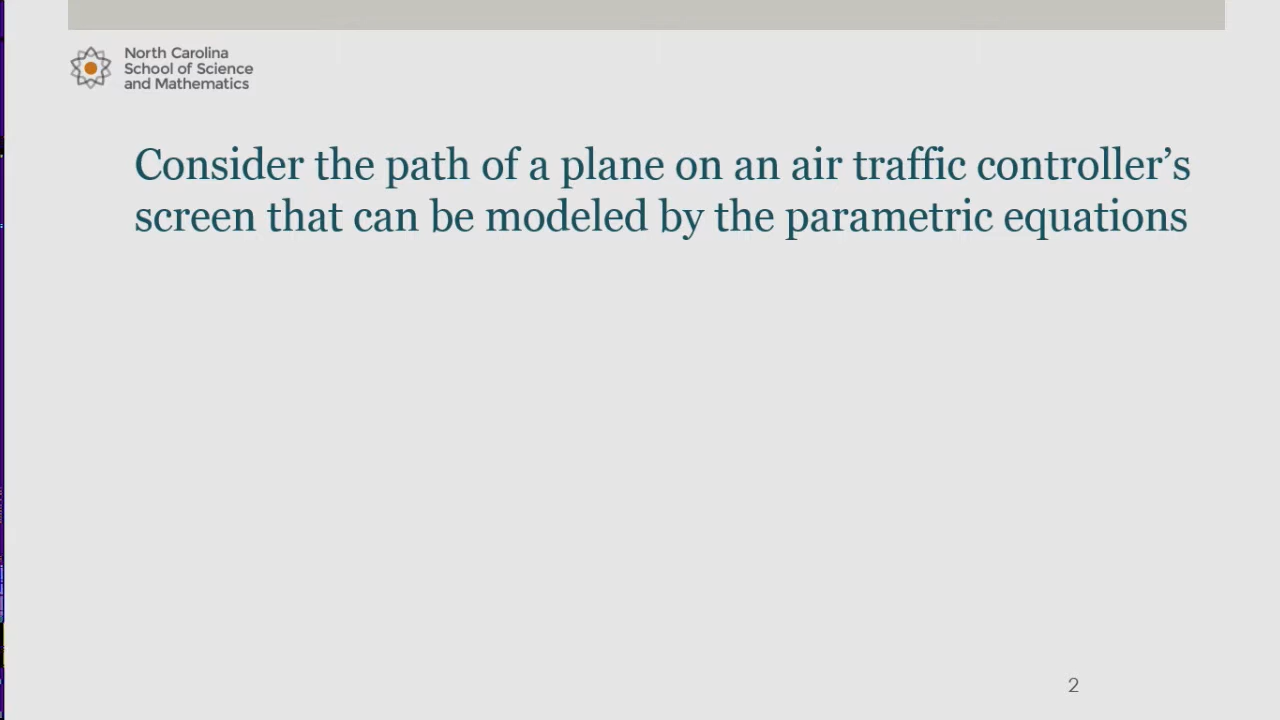 North Carolina
School of Science
and Mathematics
Consider the path of a plane on an air traffic controller’s
screen that can be modeled by the parametric equations
2